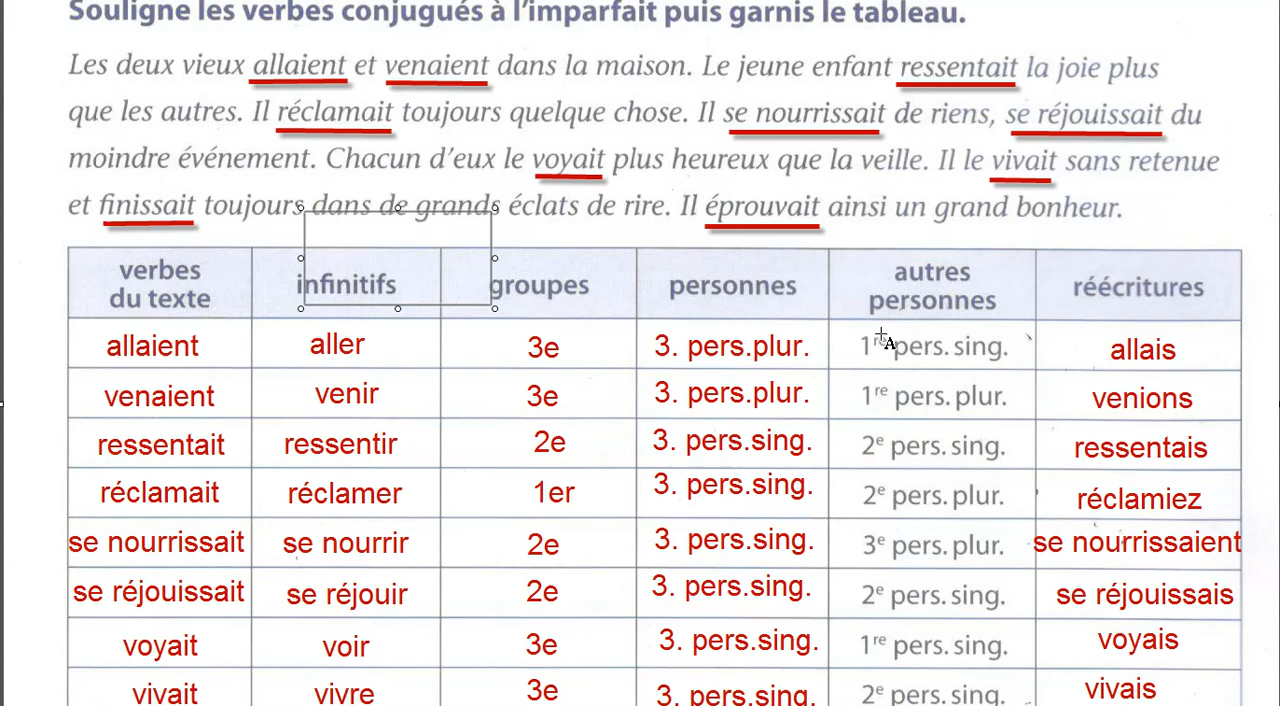 Souligne les verbes conjugués à l'imparfait puis garnis le tableau.
Les deux vieux allaient et venaient dans la maison. Le jeune enfant ressentait la joie plus
que les autres. Il réclamait toujours quelque chose. Il se nourrissait de riens, se réjouissait du
moindre événement. Chacun d'eux le voyait plus heureux que la veille. Il le vivait sans retenue
et finissait toujours dans de grands éclats de rire. Il éprouvait ainsi un grand bonheur.
verbes du texte infinitifs groupes personnes autres personnes réécritures
allaient aller 3e 3. pers.plur. 1re pers. sing. allais
venaient venir 3e 3. pers.plur. 1re pers. plur. venions
ressentait ressentir 2e 3. pers.sing. 2e pers. sing. ressentais
réclamait réclamer 1er 3. pers.sing. 2e pers. plur. réclamiez
se nourrissait se nourrir 2e 3. pers.sing. 3e pers. plur. se nourrissaient
se réjouissait se réjouir 2e 3. pers.sing. 2e pers. sing. se réjouissais
voyait voir 3e 3. pers.sing. 1re pers. sing. voyais
vivait vivre 3e 3. pers.sing. 2e pers. sing. vivais